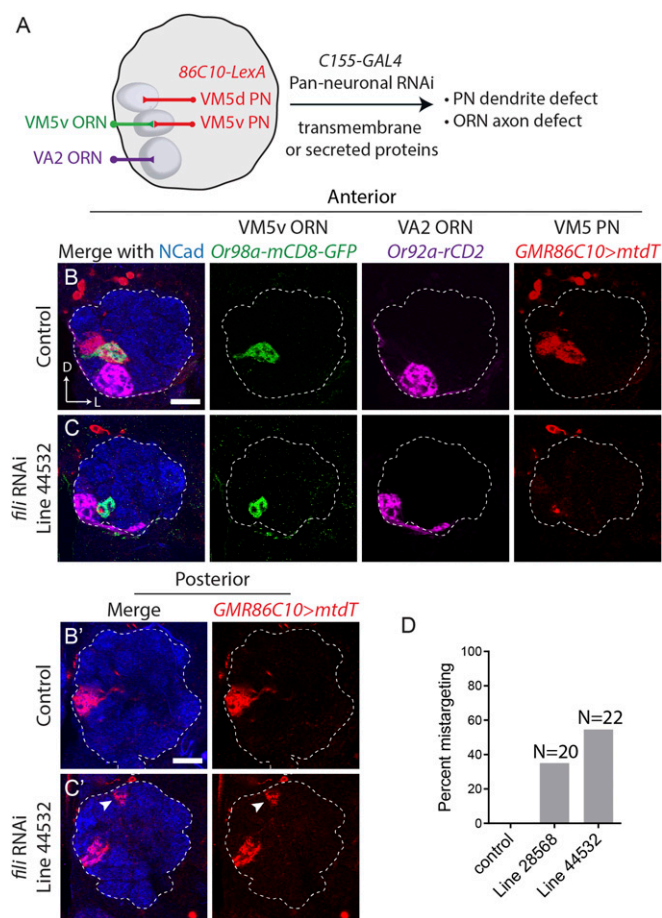 A
86C10-LexA
VM5d PN
VM5v ORN
VM5v PN
VA2 ORN
C155-GAL4
Pan-neuronal RNAi
transmembrane
or secreted proteins
• PN dendrite defect
• ORN axon defect
Anterior
VM5v ORN VA2 ORN VM5 PN
Merge with NCad Or98a-mCD8-GFP Or92a-rCD2 GMR86C10>mtdT
B
Control
D
L
C
fili RNAi
Line 44532
Posterior
Merge GMR86C10>mtdT
B'
Control
C'
fili RNAi
Line 44532
D
Percent mistargeting
100
80
60
40
20
0
N=20
N=22
control
Line 28568
Line 44532